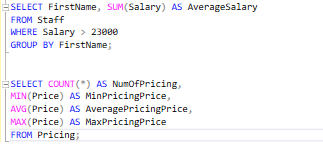 SELECT FirstName, SUM(Salary) AS AverageSalary
FROM Staff
WHERE Salary > 23000
GROUP BY FirstName;
SELECT COUNT(*) AS NumOfPricing,
MIN(Price) AS MinPricingPrice,
AVG(Price) AS AveragePricingPrice,
MAX(Price) AS MaxPricingPrice
FROM Pricing;